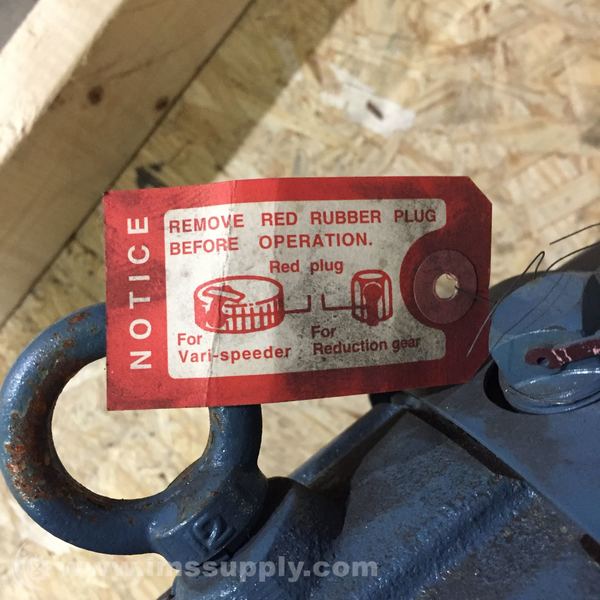 NOTICE
REMOVE RED RUBBER PLUG
BEFORE OPERATION.
Red plug
For
Vari-speeder
For
Reduction gear
www.imssupply.com